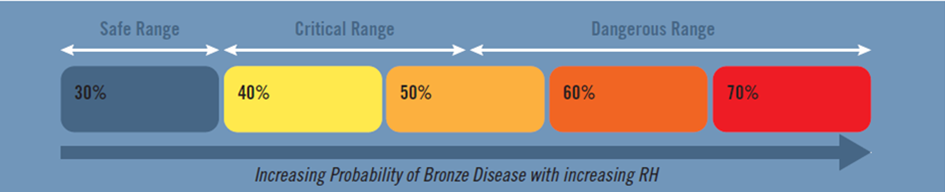 Safe Range Critical Range Dangerous Range
30% 40% 50% 60% 70%
Increasing Probability of Bronze Disease with increasing RH